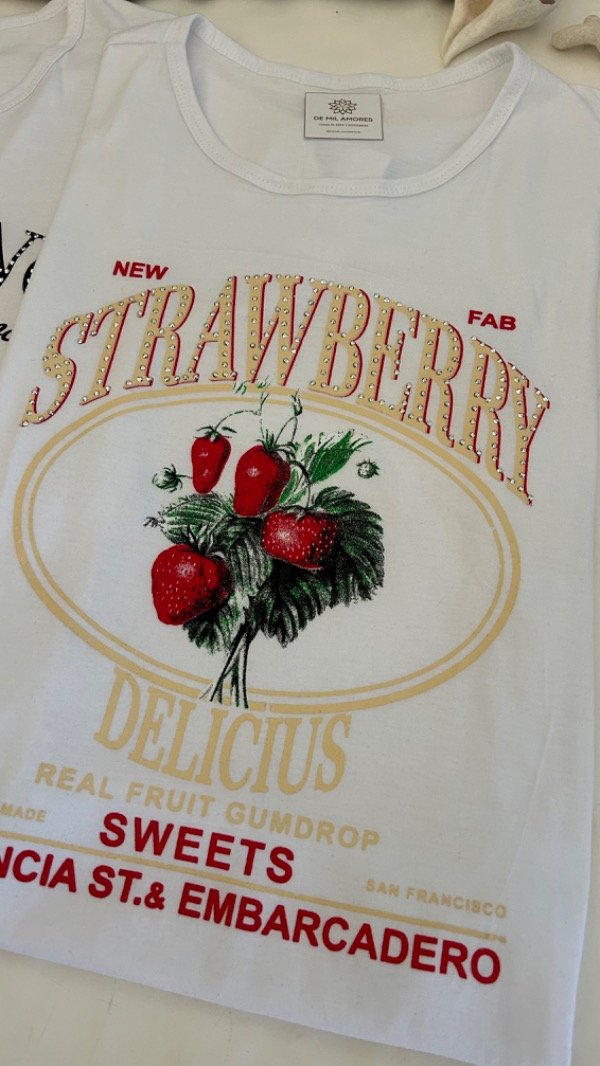 DE MIL AMORES
NEW
FAB
STRAWBERRY
DELICIUS
REAL FRUIT GUMDROP
MADE
SWEETS
SAN FRANCISCO
NCIA ST.& EMBARCADERO